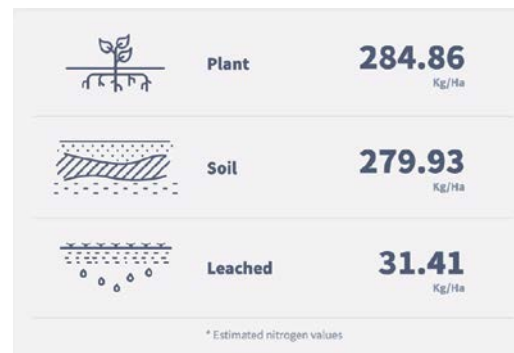 Plant
284.86
Kg/Ha
Soil
279.93
Kg/Ha
Leached
31.41
Kg/Ha
* Estimated nitrogen values